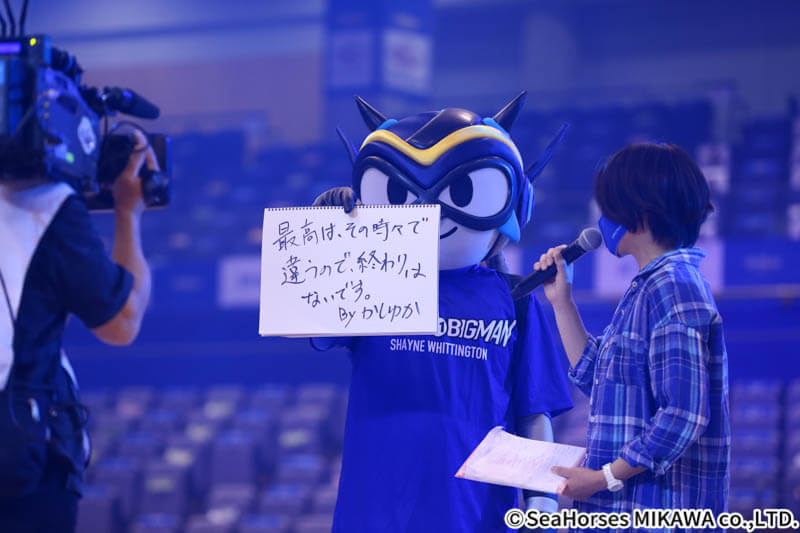 最高は、その時々で
違うので、終わりは
ないです。
By かしゆか
BIGMAN
SHAYNE WHITTINGTON
©SeaHorses MIKAWA co.,LTD.